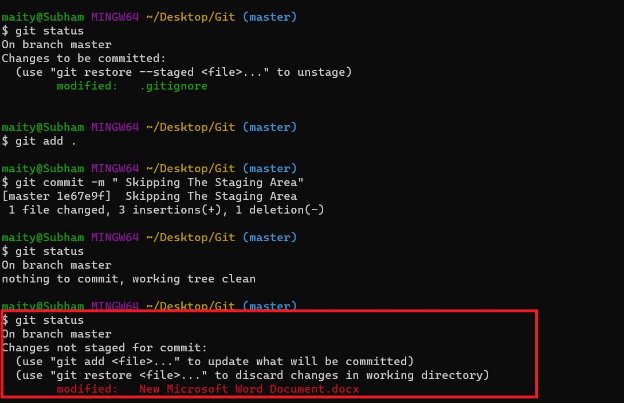 maity@Subham MINGW64 ~/Desktop/Git (master)
$ git status
On branch master
Changes to be committed:
  (use "git restore --staged <file>..." to unstage)
        modified:   .gitignore
maity@Subham MINGW64 ~/Desktop/Git (master)
$ git add .
maity@Subham MINGW64 ~/Desktop/Git (master)
$ git commit -m " Skipping The Staging Area"
[master 1e67e9f]  Skipping The Staging Area
 1 file changed, 3 insertions(+), 1 deletion(-)
maity@Subham MINGW64 ~/Desktop/Git (master)
$ git status
On branch master
nothing to commit, working tree clean
maity@Subham MINGW64 ~/Desktop/Git (master)
$ git status
On branch master
Changes not staged for commit:
  (use "git add <file>..." to update what will be committed)
  (use "git restore <file>..." to discard changes in working directory)
        modified:   New Microsoft Word Document.docx